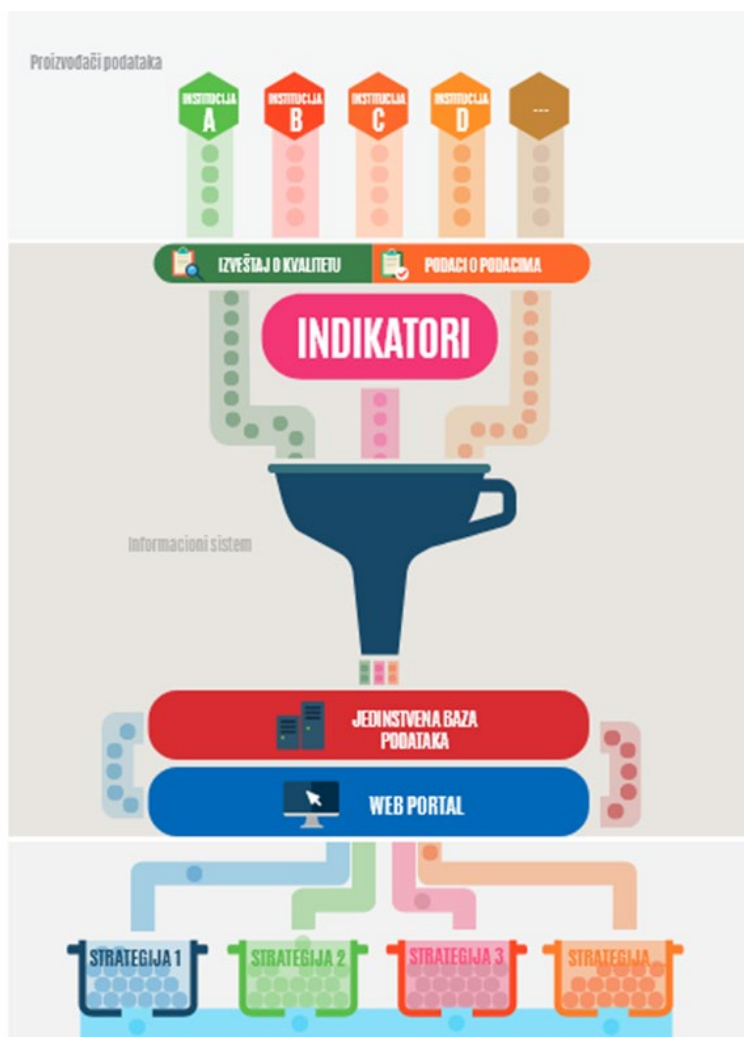 Proizvođači podataka
INSTITUCIJA
A
INSTITUCIJA
B
INSTITUCIJA
C
INSTITUCIJA
D
...
IZVEŠTAJ O KVALITETU
PODACI O PODACIMA
INDIKATORI
Informacioni sistem
JEDINSTVENA BAZA
PODATAKA
WEB PORTAL
STRATEGIJA 1
STRATEGIJA 2
STRATEGIJA 3
STRATEGIJA...